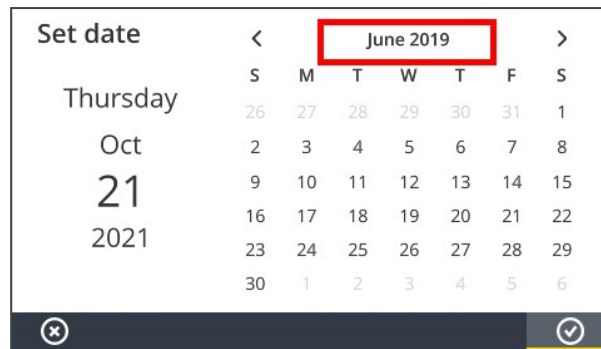 Set date
Thursday
Oct
21
2021
June 2019
S M T W T F S
26 27 28 29 30 31 1
2 3 4 5 6 7 8
9 10 11 12 13 14 15
16 17 18 19 20 21 22
23 24 25 26 27 28 29
30 1 2 3 4 5 6